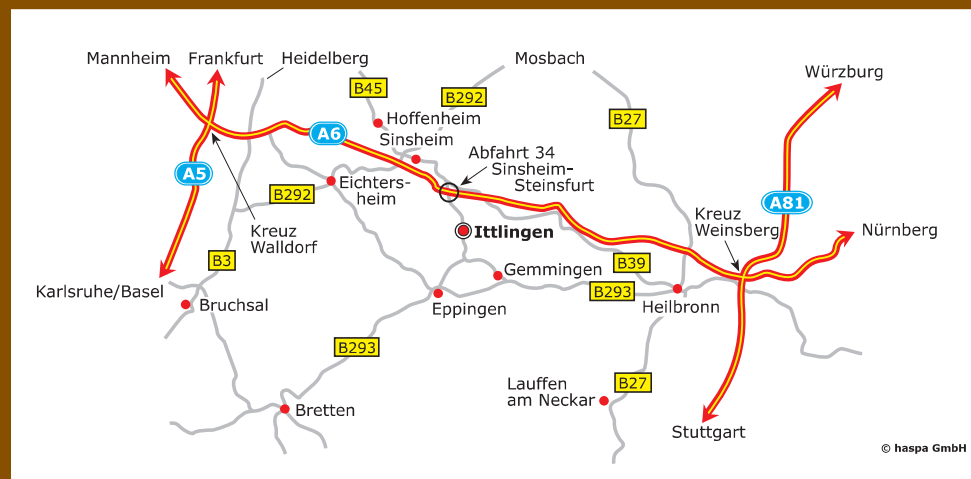 Mannheim
Frankfurt
Heidelberg
Mosbach
Würzburg
B45
B292
Hoffenheim
Sinsheim
B27
A6
Abfahrt 34
Sinsheim-
Steinsfurt
A5
Eichters-
heim
B292
A81
Kreuz
Weinsberg
Kreuz
Walldorf
Ittlingen
Nürnberg
B3
B39
Gemmingen
Karlsruhe/Basel
B293
Bruchsal
Eppingen
Heilbronn
B293
Lauffen
am Neckar
B27
Bretten
Stuttgart
© haspa GmbH